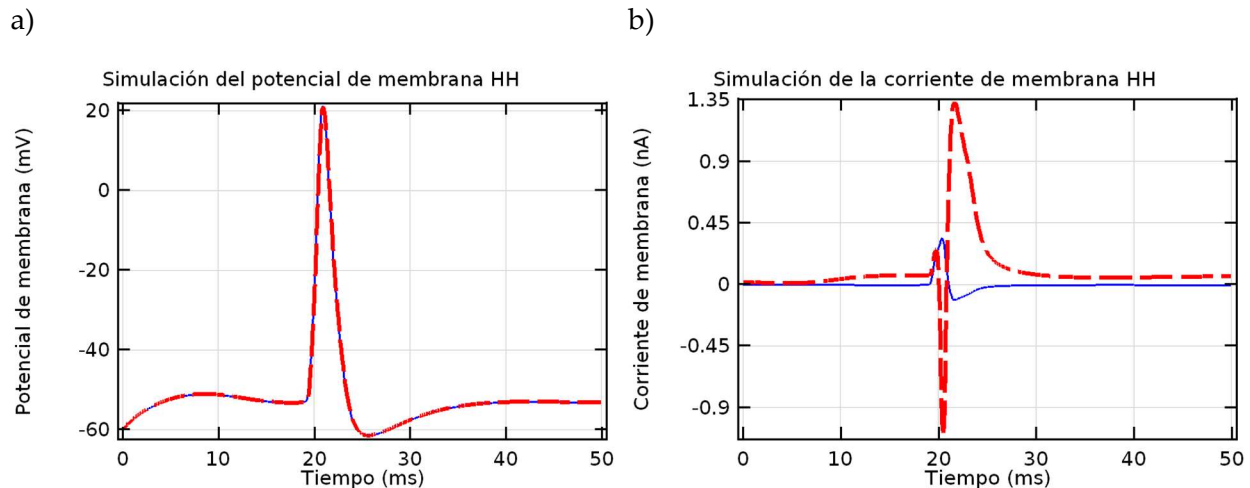 a)
b)
Simulación del potencial de membrana HH
Potencial de membrana (mV)
20
0
-20
-40
-60
0 10 20 30 40 50
Tiempo (ms)
Simulación de la corriente de membrana HH
Corriente de membrana (nA)
1.35
0.9
0.45
0
-0.45
-0.9
0 10 20 30 40 50
Tiempo (ms)